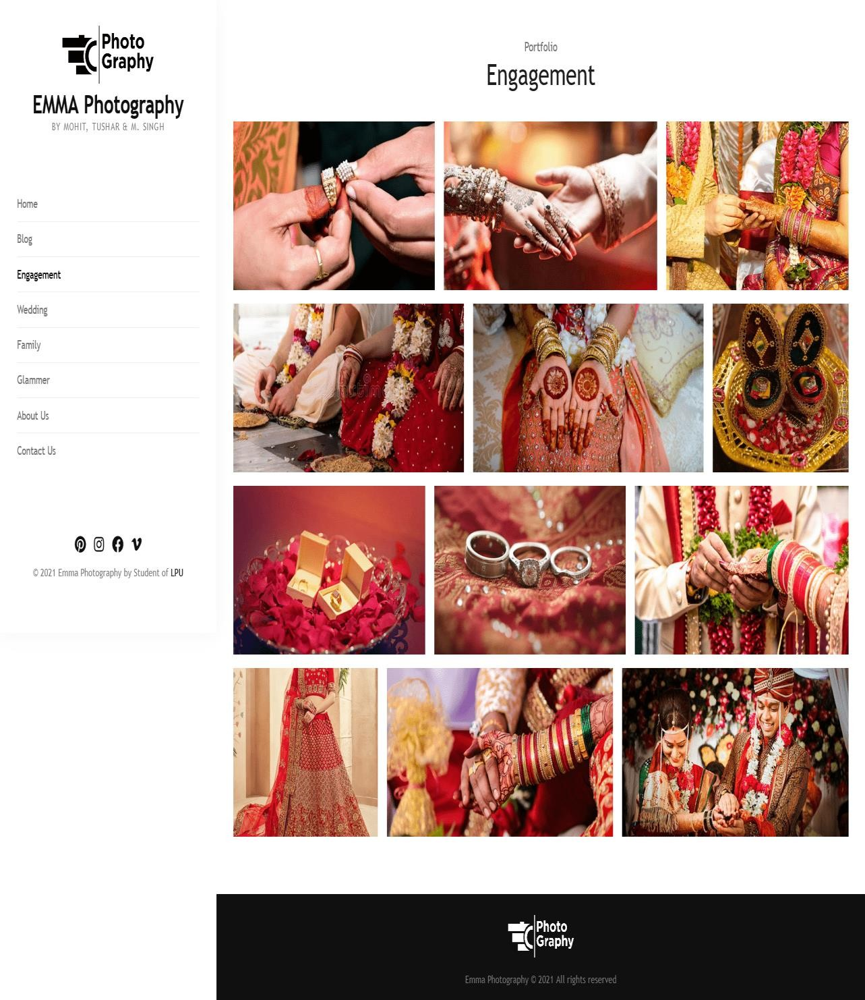 Photo
Graphy
EMMA Photography
BY MOHIT, TUSHAR & M. SINGH
Home
Blog
Engagement
Wedding
Family
Glammer
About Us
Contact Us
© 2021 Emma Photography by Student of LPU
Portfolio
Engagement
Photo
Graphy
Emma Photography © 2021 All rights reserved